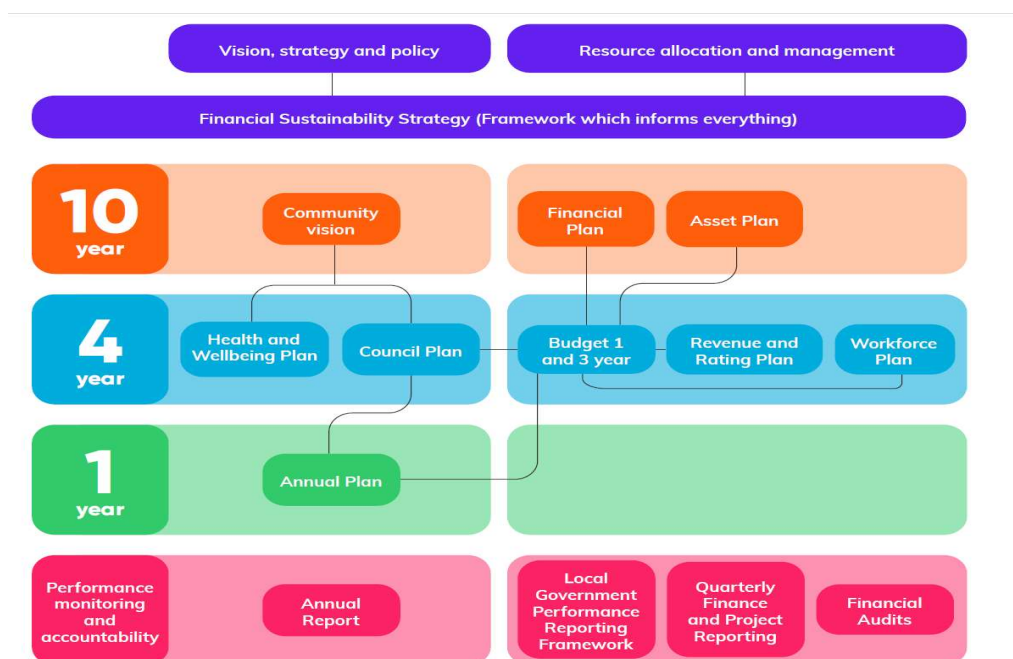 Vision, strategy and policy
Resource allocation and management
Financial Sustainability Strategy (Framework which informs everything)
10
year
Community
vision
Financial
Plan
Asset Plan
4
year
Health and
Wellbeing Plan
Council Plan
Budget 1
and 3 year
Revenue and
Rating Plan
Workforce
Plan
1
year
Annual Plan
Performance
monitoring
and
accountability
Annual
Report
Local
Government
Performance
Reporting
Framework
Quarterly
Finance
and Project
Reporting
Financial
Audits